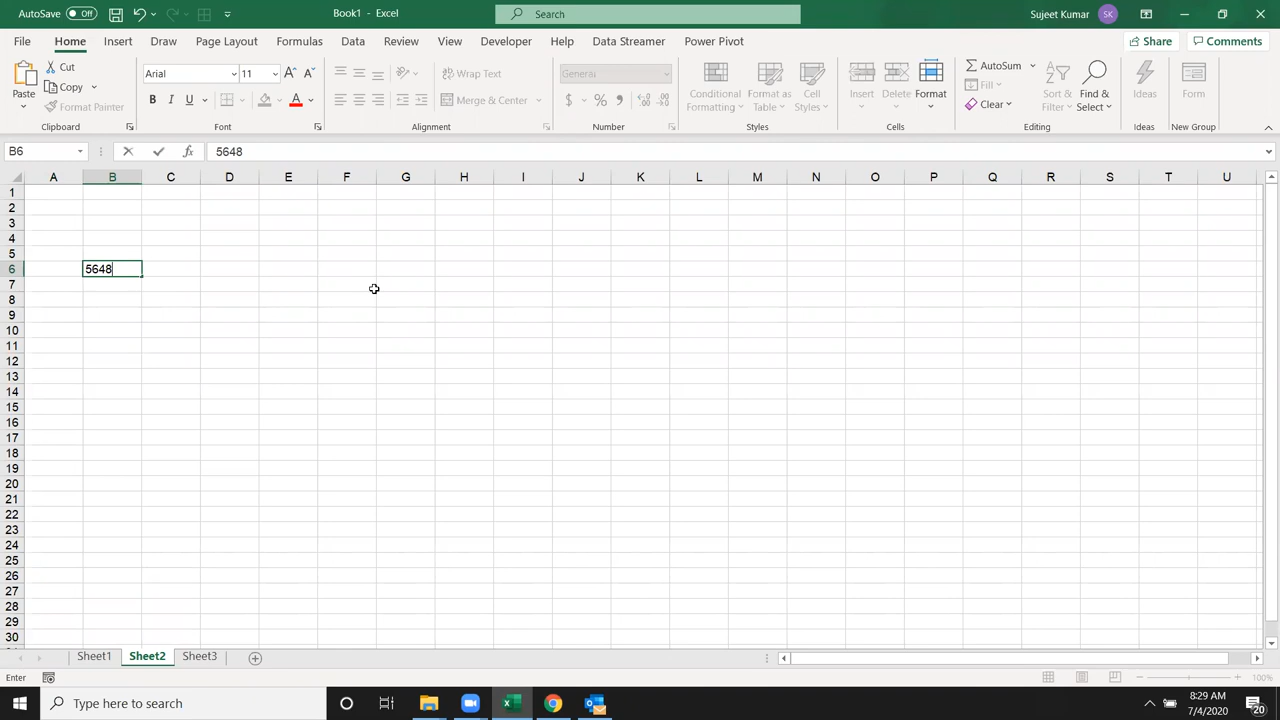 AutoSave Off Book1 - Excel Search Sujeet Kumar SK
File Home Insert Draw Page Layout Formulas Data Review View Developer Help Data Streamer Power Pivot Share Comments
Paste Cut Copy Format Painter Clipboard
Arial 11 B I U A Font
Wrap Text Merge & Center Alignment
General $ % Number
Conditional Formatting Format as Table Cell Styles Styles
Insert Delete Format Cells
AutoSum Fill Clear Sort & Filter Find & Select Editing
Ideas Ideas
Form New Group
B6 fx 5648
A B C D E F G H I J K L M N O P Q R S T U
1
2
3
4
5
6 5648
7
8
9
10
11
12
13
14
15
16
17
18
19
20
21
22
23
24
25
26
27
28
29
30
Sheet1 Sheet2 Sheet3
Enter 100%
Type here to search 8:29 AM
7/4/2020 20